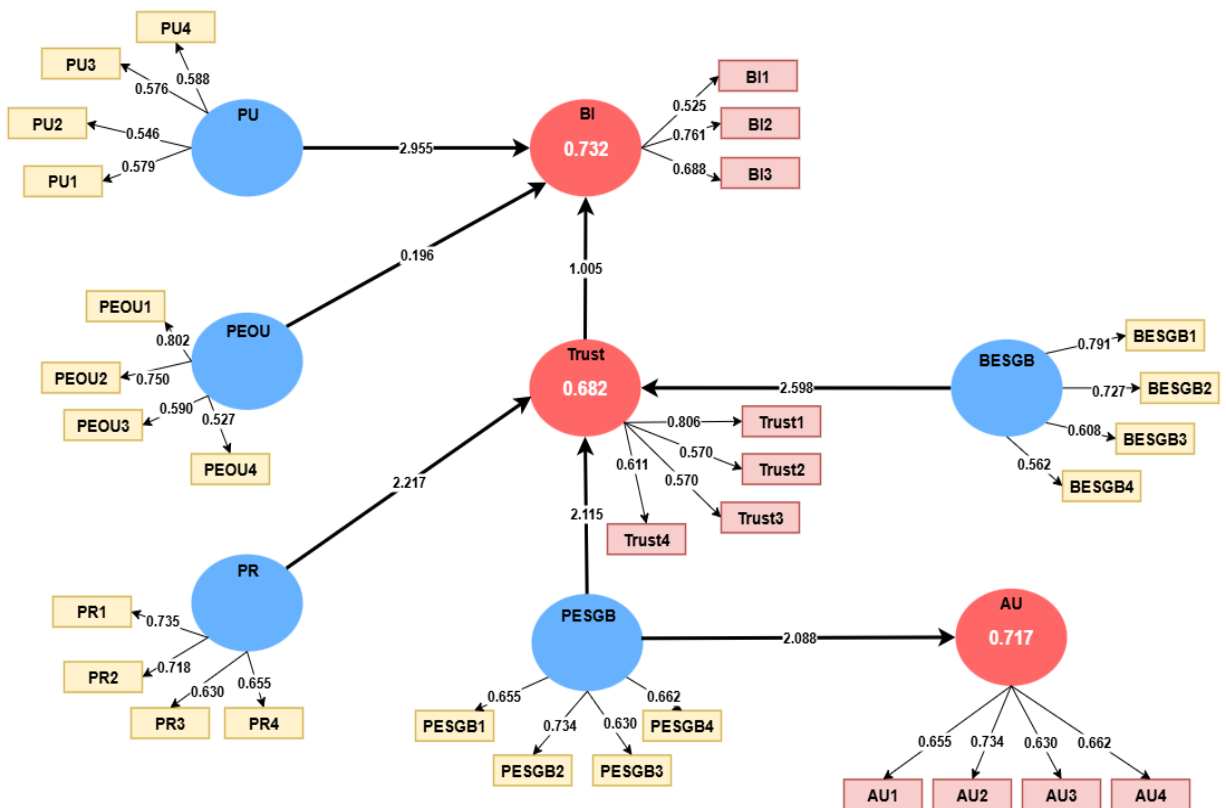 PU4
PU3
0.588
0.576
PU
PU2
0.546
0.579
PU1
2.955
BI
0.732
BI1
0.525
BI2
0.761
0.688
BI3
0.196
1.005
PEOU1
PEOU
0.802
PEOU2
0.750
0.590
PEOU3
0.527
PEOU4
Trust
0.682
2.598
BESGB
BESGB1
0.791
0.727
BESGB2
0.608
BESGB3
0.562
BESGB4
0.806
Trust1
0.570
Trust2
0.611
0.570
Trust3
Trust4
2.217
2.115
PR
PR1
0.735
0.718
PR2
0.630
0.655
PR3
PR4
PESGB
2.088
0.655
0.662
PESGB1
0.734
0.630
PESGB4
PESGB2
PESGB3
AU
0.717
0.655
0.734
0.630
0.662
AU1
AU2
AU3
AU4